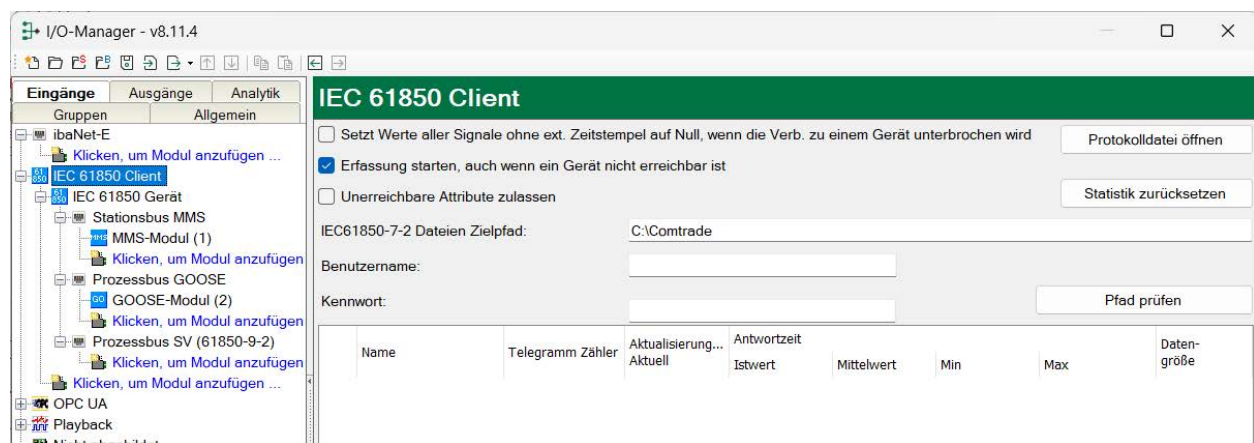 I/O-Manager - v8.11.4
Eingänge Ausgänge Analytik
Gruppen Allgemein
ibaNet-E
Klicken, um Modul anzufügen ...
IEC 61850 Client
IEC 61850 Gerät
Stationsbus MMS
MMS-Modul (1)
Klicken, um Modul anzufügen
Prozessbus GOOSE
GOOSE-Modul (2)
Klicken, um Modul anzufügen
Prozessbus SV (61850-9-2)
Klicken, um Modul anzufügen
Klicken, um Modul anzufügen ...
OPC UA
Playback
IEC 61850 Client
Setzt Werte aller Signale ohne ext. Zeitstempel auf Null, wenn die Verb. zu einem Gerät unterbrochen wird
Protokolldatei öffnen
Erfassung starten, auch wenn ein Gerät nicht erreichbar ist
Unerreichbare Attribute zulassen
Statistik zurücksetzen
IEC61850-7-2 Dateien Zielpfad: C:\Comtrade
Benutzername:
Kennwort:
Pfad prüfen
Name Telegramm Zähler Aktualisierung... Aktuell Antwortzeit Istwert Mittelwert Min Max Daten-größe